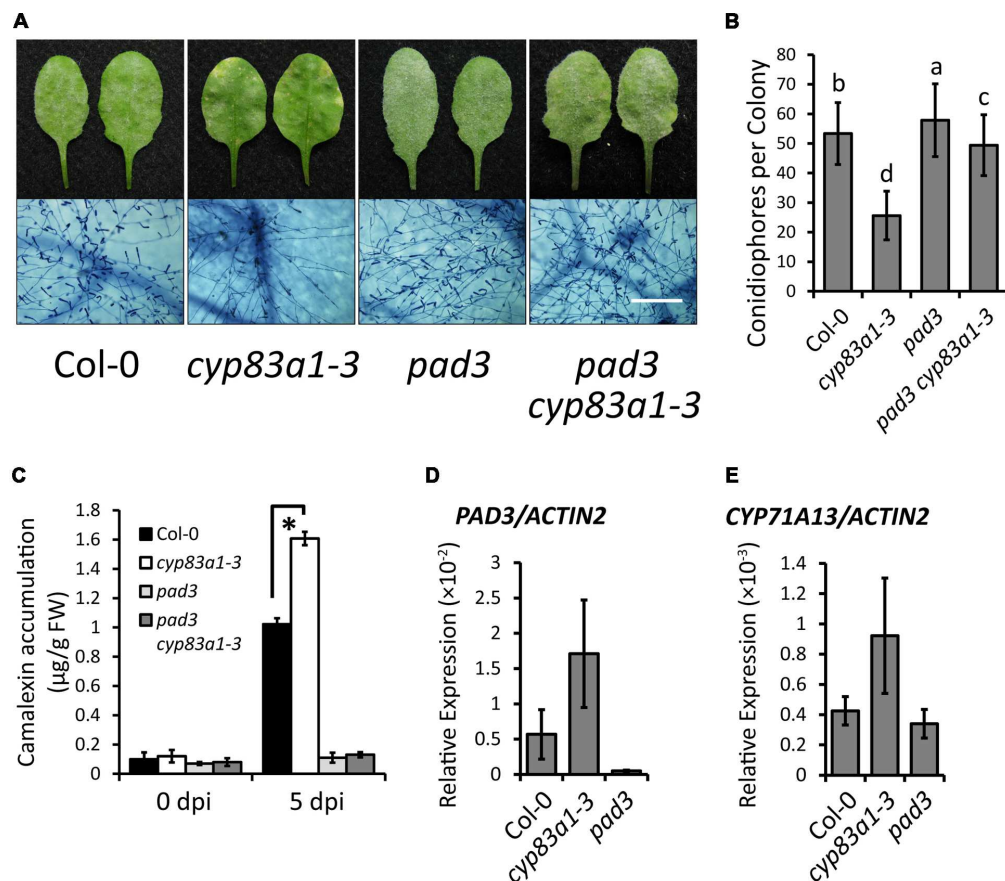 A
Col-0
cyp83a1-3
pad3
pad3
cyp83a1-3
B
Conidiophores per Colony
80
70
60
50
40
30
20
10
0
b
d
a
c
Col-0
cyp83a1-3
pad3
pad3 cyp83a1-3
C
Camalexin accumulation
(µg/g FW)
1.8
1.6
1.4
1.2
1
0.8
0.6
0.4
0.2
0
Col-0
cyp83a1-3
pad3
pad3
cyp83a1-3
*
0 dpi
5 dpi
D
PAD3/ACTIN2
Relative Expression (×10⁻²)
3
2.5
2
1.5
1
0.5
0
Col-0
cyp83a1-3
pad3
E
CYP71A13/ACTIN2
Relative Expression (×10⁻³)
1.4
1.2
1
0.8
0.6
0.4
0.2
0
Col-0
cyp83a1-3
pad3